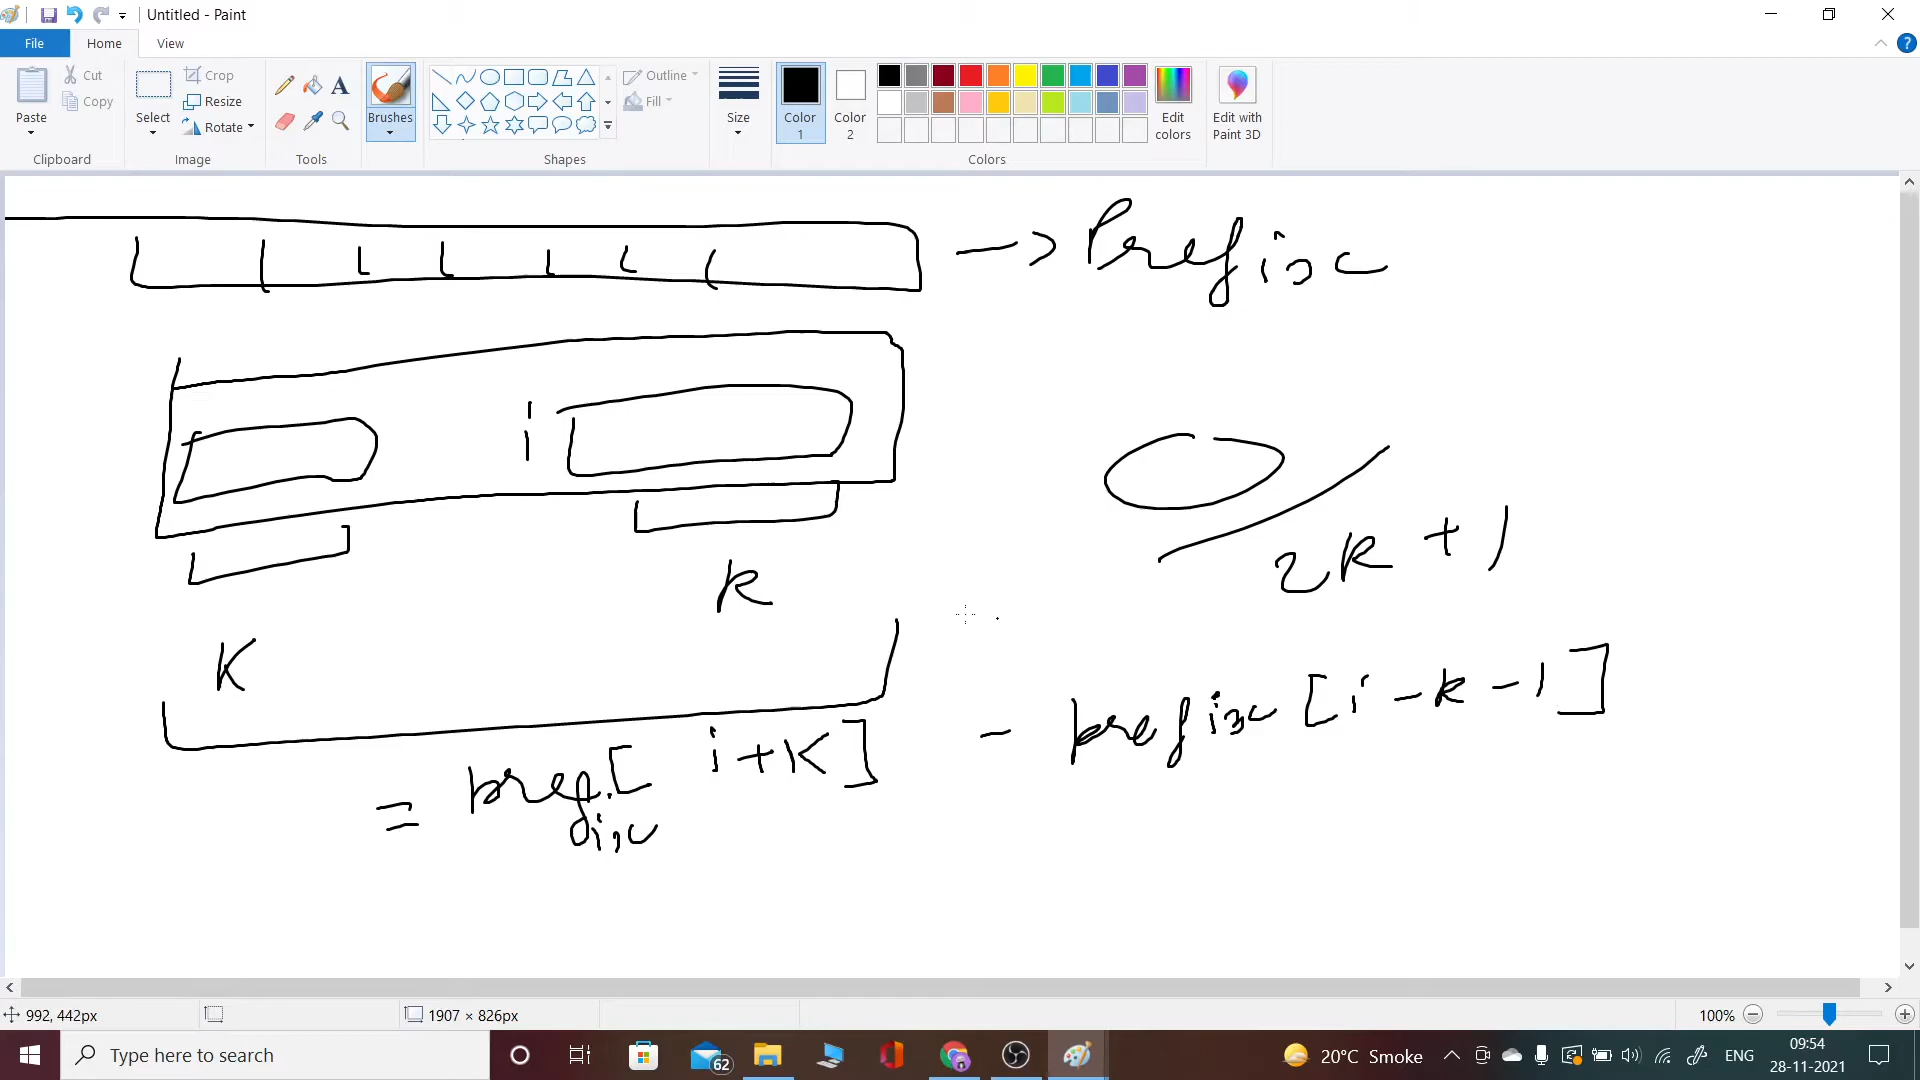 Untitled - Paint
File Home View
Paste
Cut
Copy
Clipboard
Select
Crop
Resize
Rotate
Image
Tools
Brushes
Shapes
Outline
Fill
Size
Color 1
Color 2
Colors
Edit colors
Edit with Paint 3D
→ Prefix
i
K
k
2k + 1
= prefix [ i+K ] - prefix [i - k - 1]
992, 442px
1907 × 826px
100%
Type here to search
62
20°C Smoke
ENG
09:54
28-11-2021